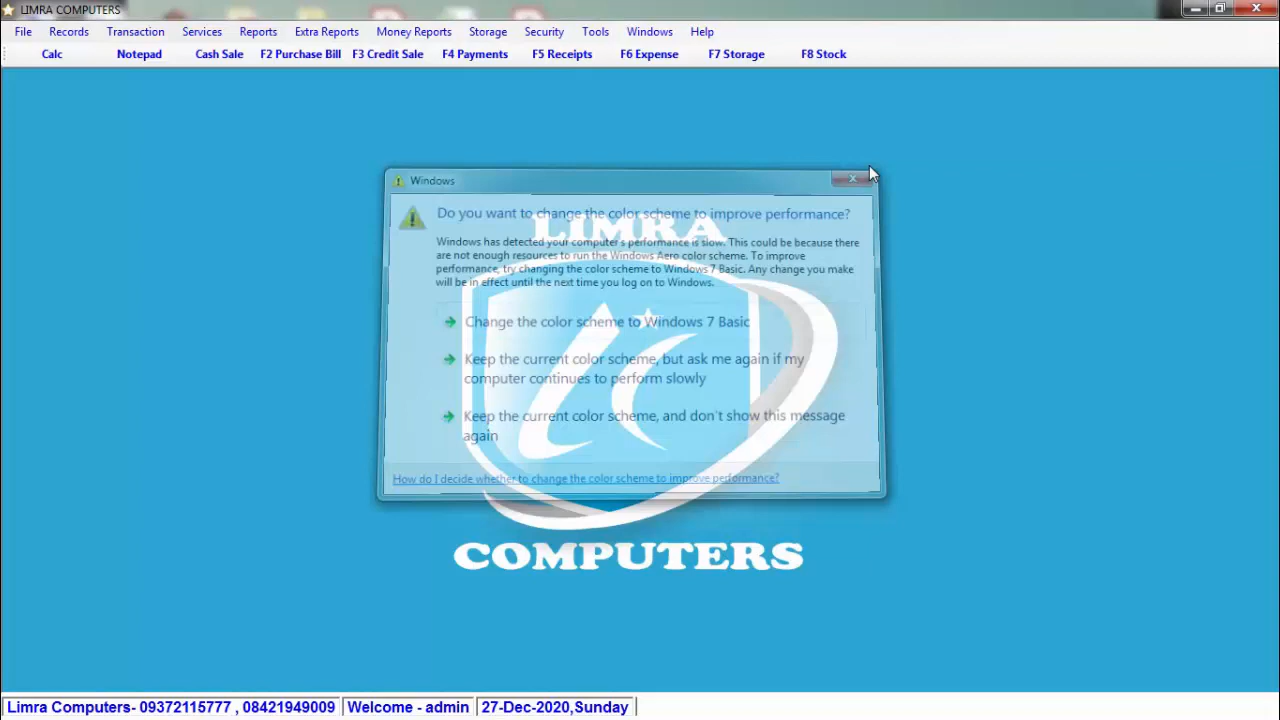 LIMRA COMPUTERS
File Records Transaction Services Reports Extra Reports Money Reports Storage Security Tools Windows Help
Calc Notepad Cash Sale F2 Purchase Bill F3 Credit Sale F4 Payments F5 Receipts F6 Expense F7 Storage F8 Stock
Windows
Do you want to change the color scheme to improve performance?
LIMRA
Windows has detected your computer's performance is slow. This could be because there
are not enough resources to run the Windows Aero color scheme. To improve
performance, try changing the color scheme to Windows 7 Basic. Any change you make
will be in effect until the next time you log on to Windows.
Change the color scheme to Windows 7 Basic
Keep the current color scheme, but ask me again if my
computer continues to perform slowly
Keep the current color scheme, and don't show this message
again
How do I decide whether to change the color scheme to improve performance?
COMPUTERS
Limra Computers- 09372115777 , 08421949009 Welcome - admin 27-Dec-2020,Sunday